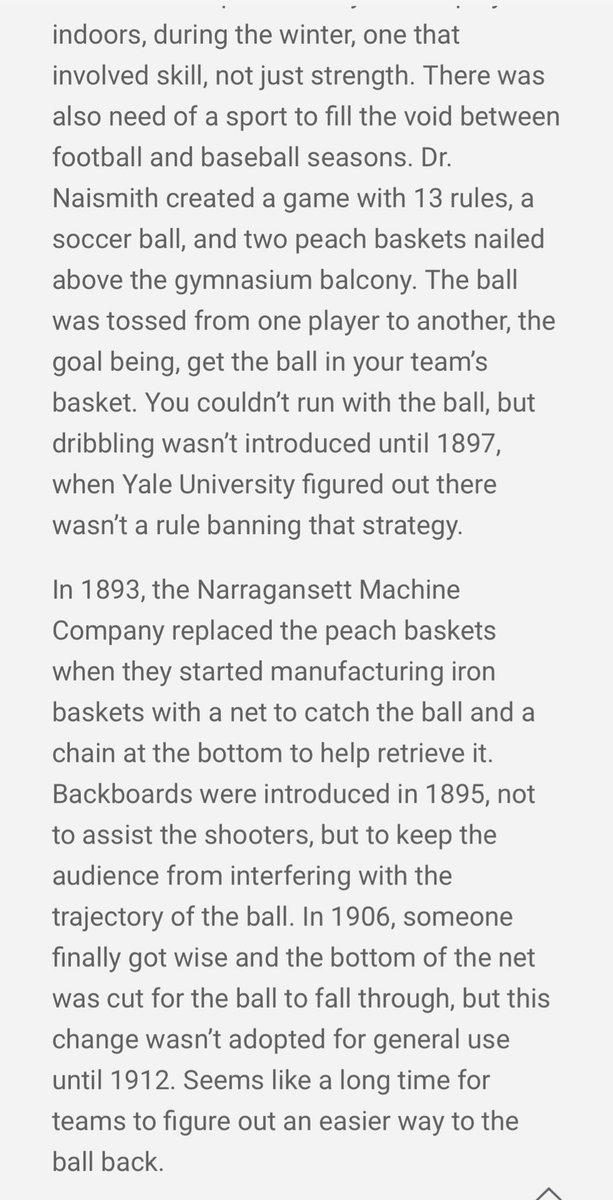 indoors, during the winter, one that
involved skill, not just strength. There was
also need of a sport to fill the void between
football and baseball seasons. Dr.
Naismith created a game with 13 rules, a
soccer ball, and two peach baskets nailed
above the gymnasium balcony. The ball
was tossed from one player to another, the
goal being, get the ball in your team’s
basket. You couldn’t run with the ball, but
dribbling wasn’t introduced until 1897,
when Yale University figured out there
wasn’t a rule banning that strategy.
In 1893, the Narragansett Machine
Company replaced the peach baskets
when they started manufacturing iron
baskets with a net to catch the ball and a
chain at the bottom to help retrieve it.
Backboards were introduced in 1895, not
to assist the shooters, but to keep the
audience from interfering with the
trajectory of the ball. In 1906, someone
finally got wise and the bottom of the net
was cut for the ball to fall through, but this
change wasn’t adopted for general use
until 1912. Seems like a long time for
teams to figure out an easier way to the
ball back.